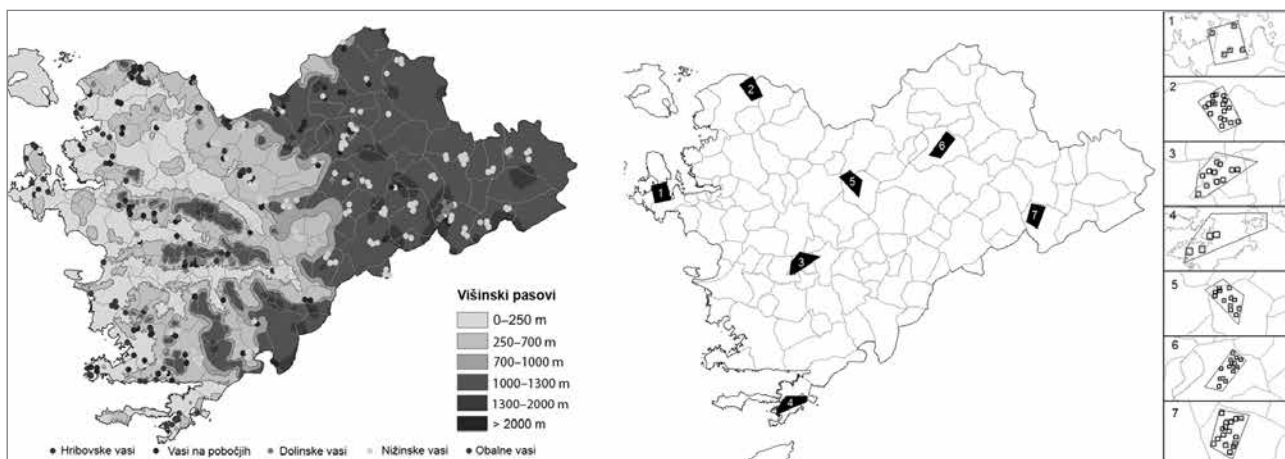 Višinski pasovi
0–250 m
250–700 m
700–1000 m
1000–1300 m
1300–2000 m
> 2000 m
Hribovske vasi
Vasi na pobočjih
Dolinske vasi
Nižinske vasi
Obalne vasi
1
2
3
4
5
6
7
1
2
3
4
5
6
7